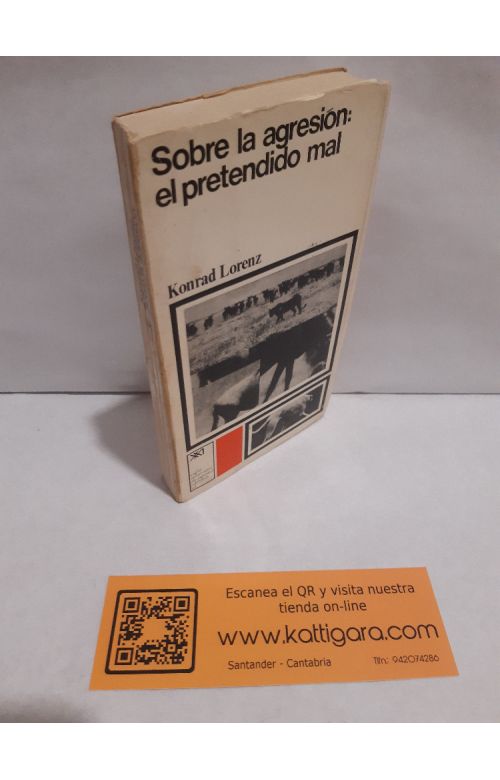 Sobre la agresión:
el pretendido mal
Konrad Lorenz
Escanea el QR y visita nuestra
tienda on-line
www.kattigara.com
Santander - Cantabria
Tlfn: 942074286